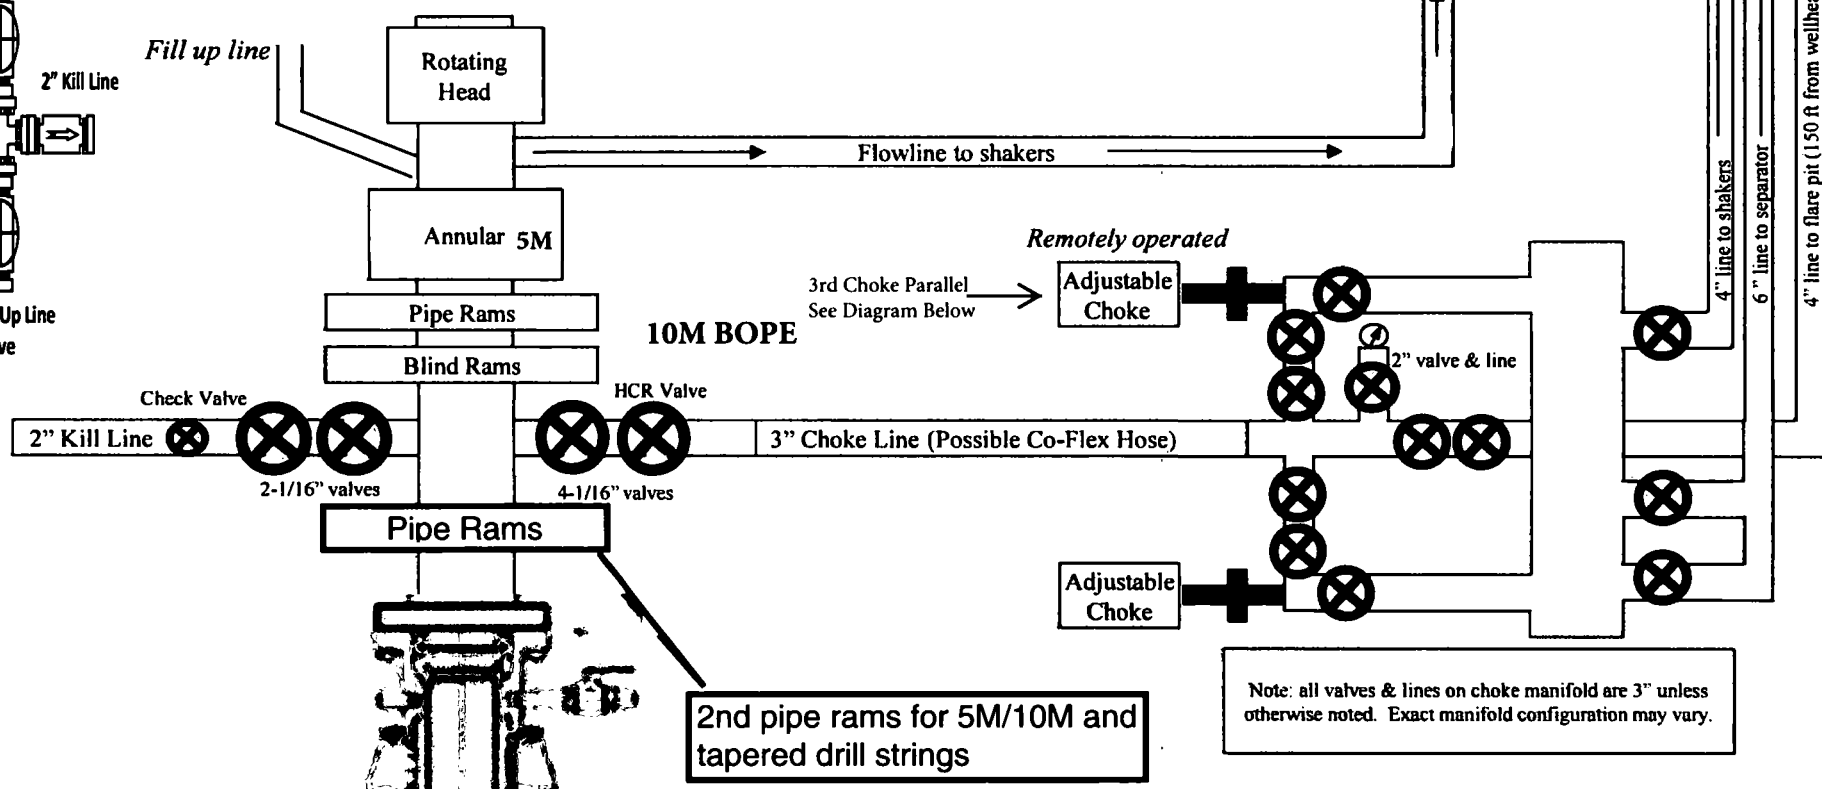 Fill up line
2” Kill Line
Rotating
Head
Flowline to shakers
Annular 5M
Remotely operated
3rd Choke Parallel
See Diagram Below
Adjustable
Choke
4” line to shakers
6” line to separator
4” line to flare pit (150 ft from wellhea
Up Line
ve
Pipe Rams
10M BOPE
Blind Rams
2” valve & line
Check Valve
HCR Valve
2” Kill Line
3” Choke Line (Possible Co-Flex Hose)
2-1/16” valves
4-1/16” valves
Pipe Rams
Adjustable
Choke
2nd pipe rams for 5M/10M and
tapered drill strings
Note: all valves & lines on choke manifold are 3” unless
otherwise noted. Exact manifold configuration may vary.